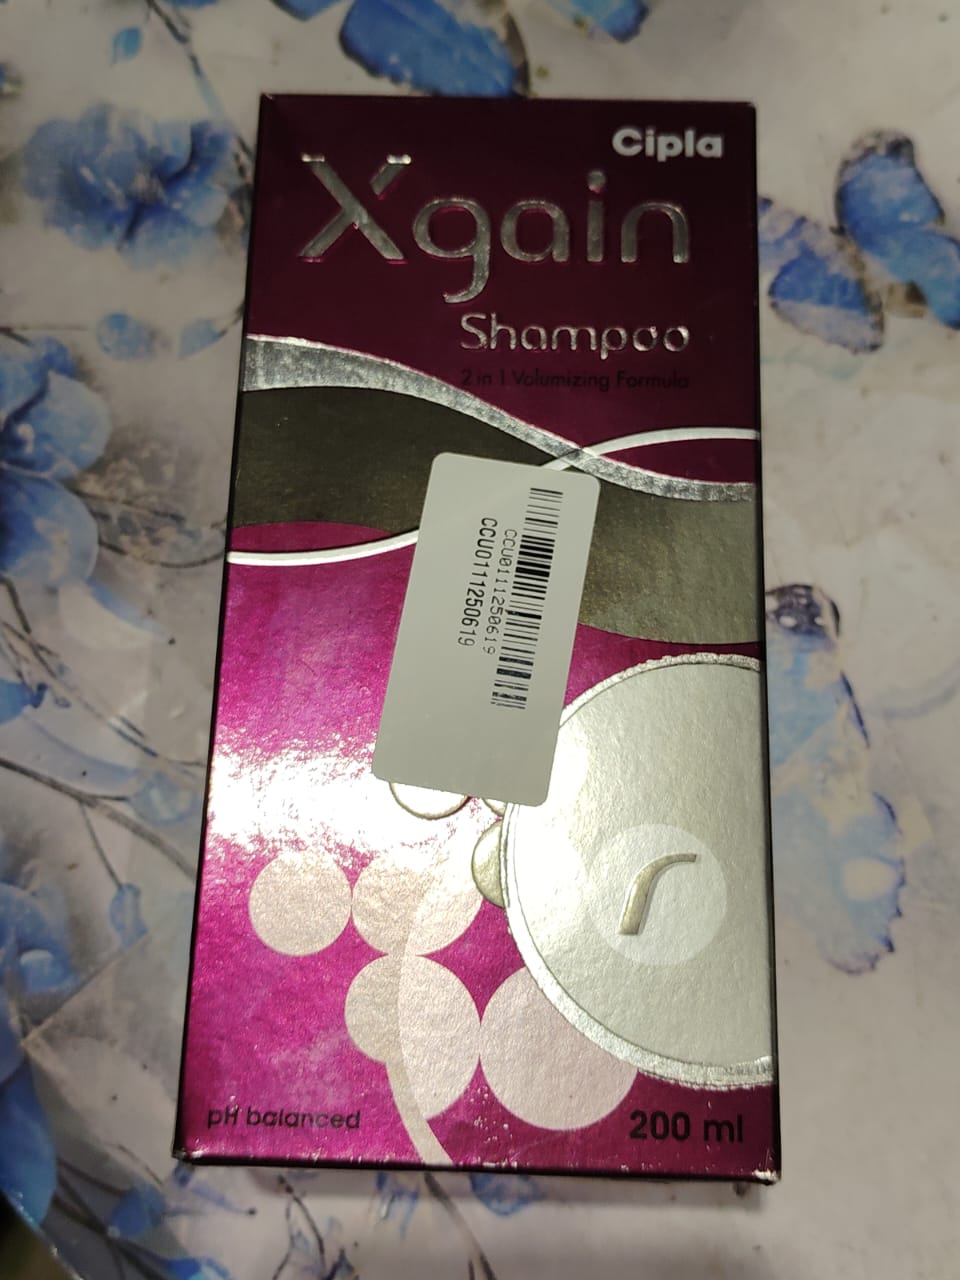 Cipla
Xgain
Shampoo
2 in 1 Volumizing Formula
CCU0111250619
CCU0111250619
pH balanced
200 ml